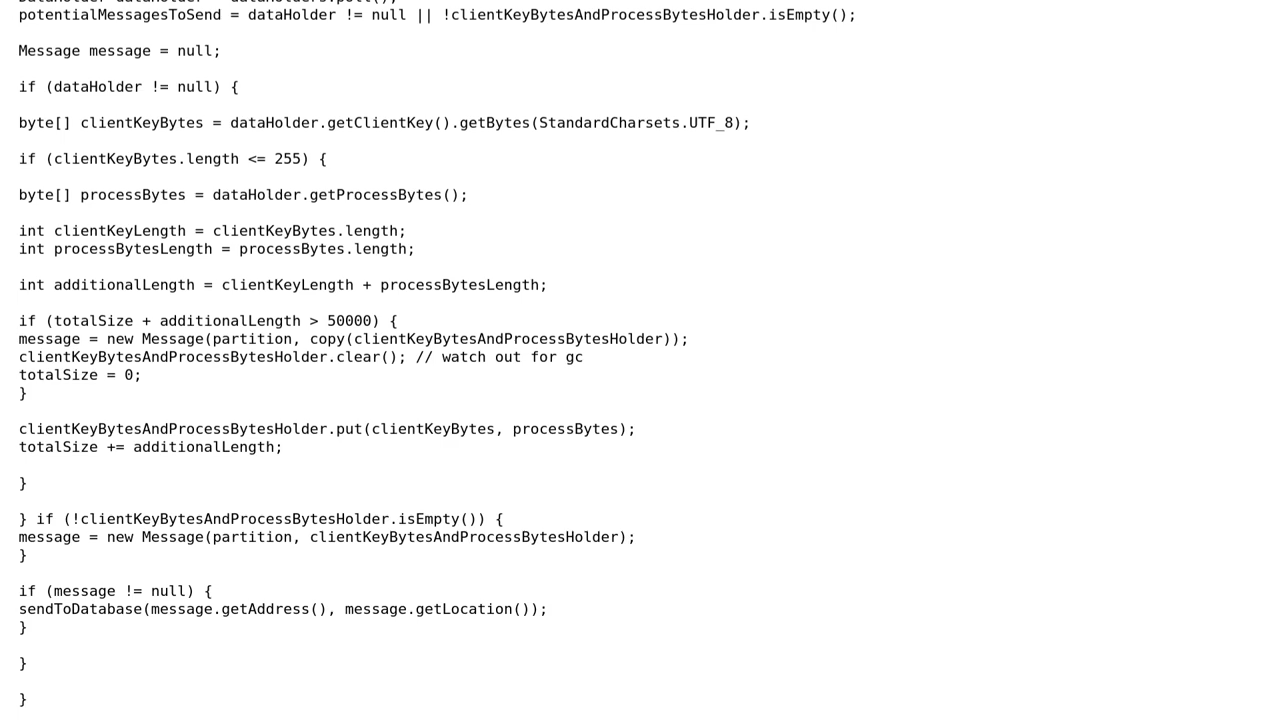 DataHolder dataHolder = dataHolders.poll();
potentialMessagesToSend = dataHolder != null || !clientKeyBytesAndProcessBytesHolder.isEmpty();
Message message = null;
if (dataHolder != null) {
byte[] clientKeyBytes = dataHolder.getClientKey().getBytes(StandardCharsets.UTF_8);
if (clientKeyBytes.length <= 255) {
byte[] processBytes = dataHolder.getProcessBytes();
int clientKeyLength = clientKeyBytes.length;
int processBytesLength = processBytes.length;
int additionalLength = clientKeyLength + processBytesLength;
if (totalSize + additionalLength > 50000) {
message = new Message(partition, copy(clientKeyBytesAndProcessBytesHolder));
clientKeyBytesAndProcessBytesHolder.clear(); // watch out for gc
totalSize = 0;
}
clientKeyBytesAndProcessBytesHolder.put(clientKeyBytes, processBytes);
totalSize += additionalLength;
}
} if (!clientKeyBytesAndProcessBytesHolder.isEmpty()) {
message = new Message(partition, clientKeyBytesAndProcessBytesHolder);
}
if (message != null) {
sendToDatabase(message.getAddress(), message.getLocation());
}
}
}